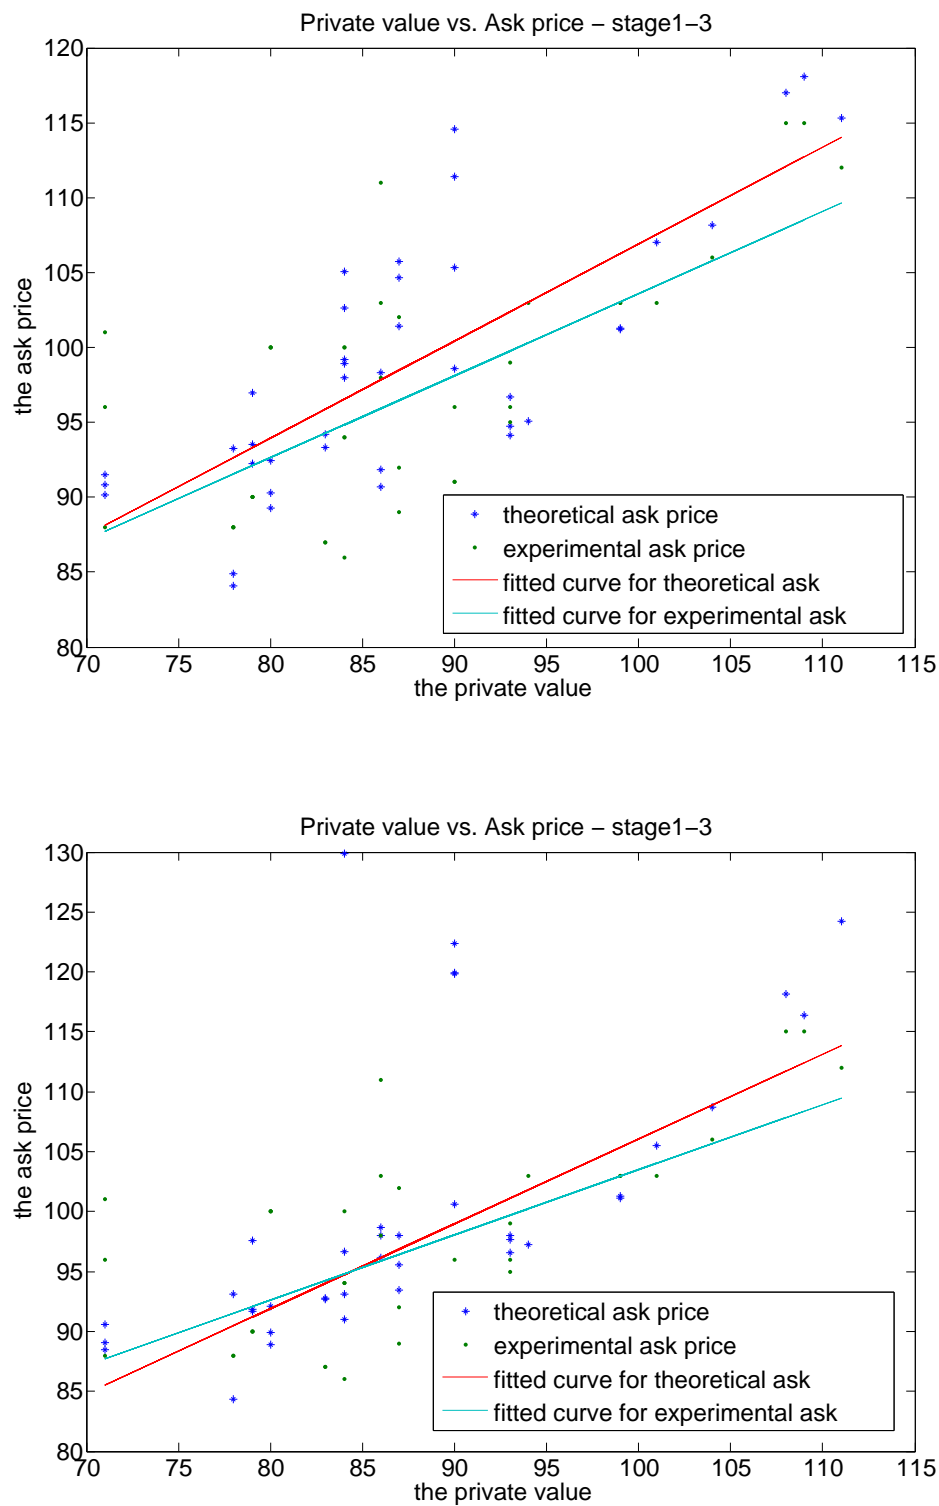 Private value vs. Ask price − stage1−3
120
115
110
105
100
95
90
85
80
the ask price
theoretical ask price
experimental ask price
fitted curve for theoretical ask
fitted curve for experimental ask
70 75 80 85 90 95 100 105 110 115
the private value
Private value vs. Ask price − stage1−3
130
125
120
115
110
105
100
95
90
85
80
the ask price
theoretical ask price
experimental ask price
fitted curve for theoretical ask
fitted curve for experimental ask
70 75 80 85 90 95 100 105 110 115
the private value